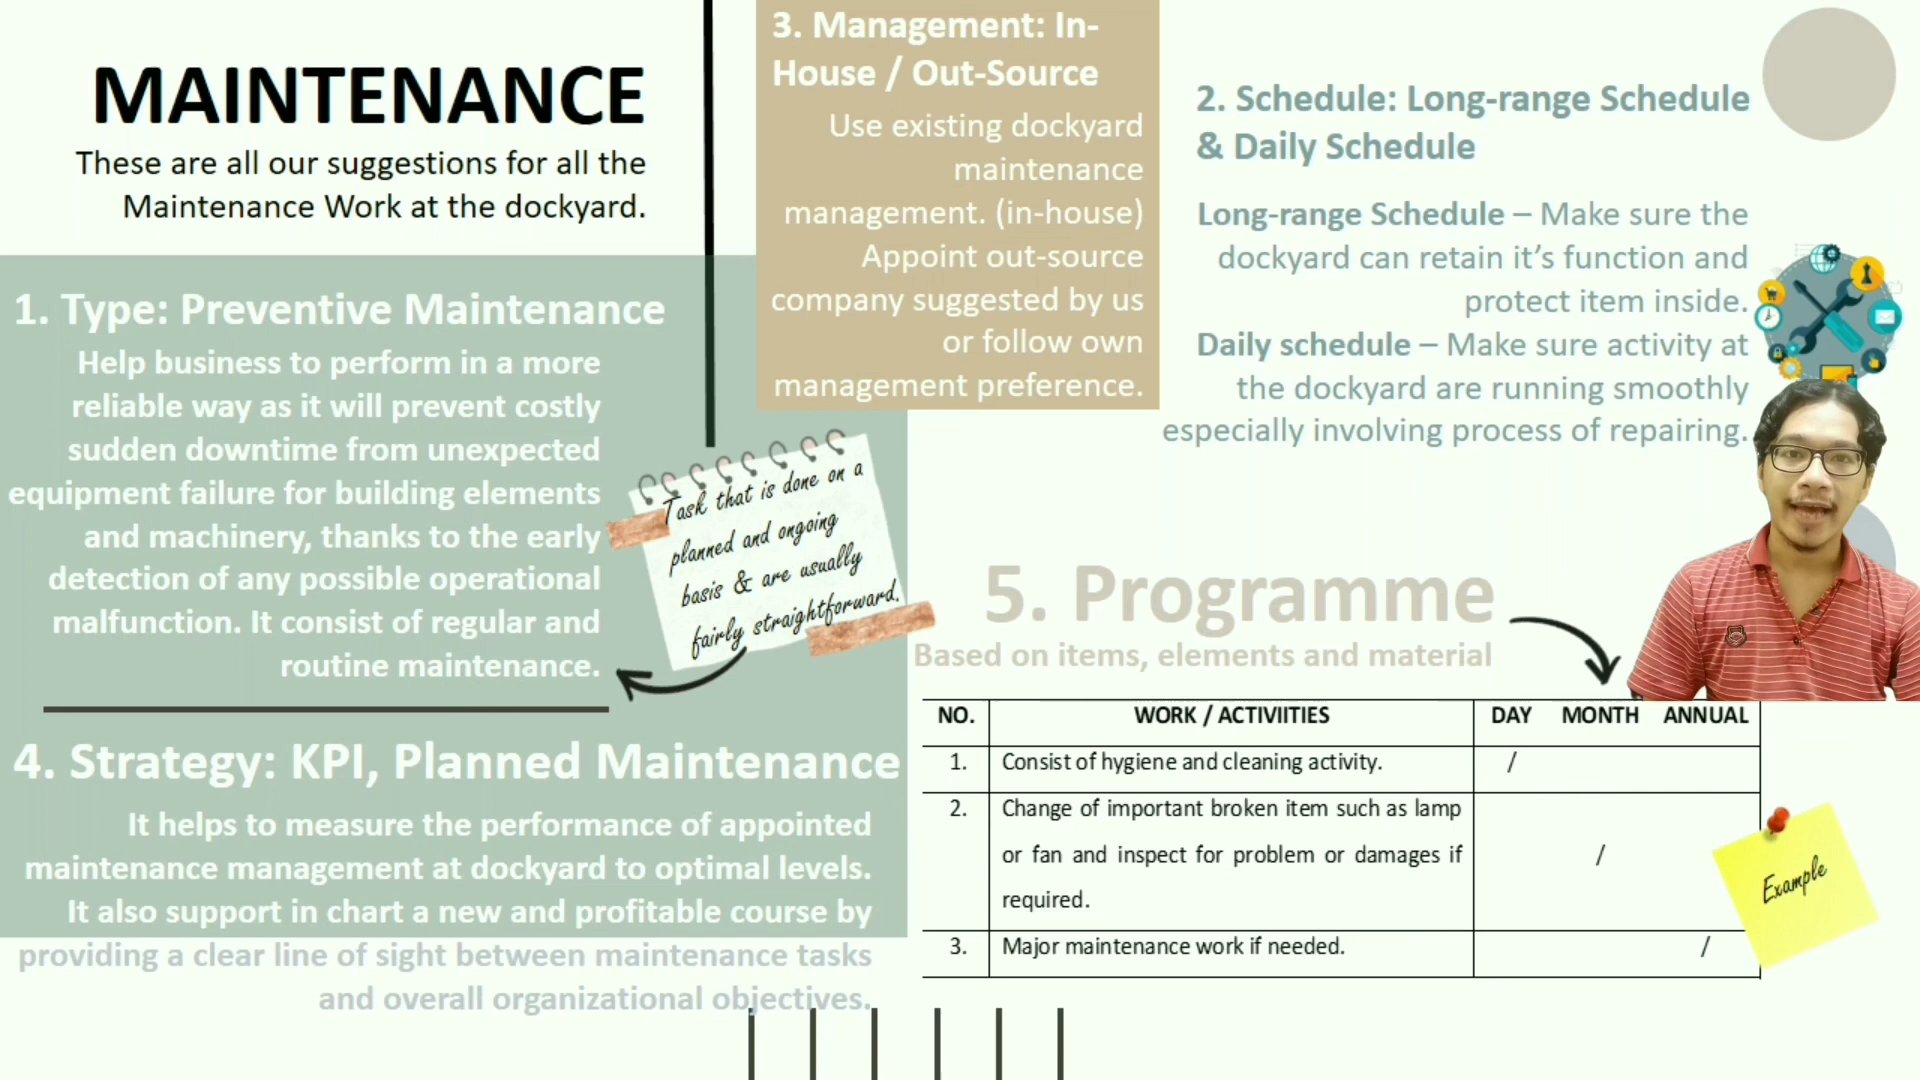 MAINTENANCE
These are all our suggestions for all the
Maintenance Work at the dockyard.
1. Type: Preventive Maintenance
Help business to perform in a more
reliable way as it will prevent costly
sudden downtime from unexpected
equipment failure for building elements
and machinery, thanks to the early
detection of any possible operational
malfunction. It consist of regular and
routine maintenance.
Task that is done on a
planned and ongoing
basis & are usually
fairly straightforward.
2. Schedule: Long-range Schedule
& Daily Schedule
Long-range Schedule – Make sure the
dockyard can retain it’s function and
protect item inside.
Daily schedule – Make sure activity at
the dockyard are running smoothly
especially involving process of repairing.
3. Management: In-
House / Out-Source
Use existing dockyard
maintenance
management. (in-house)
Appoint out-source
company suggested by us
or follow own
management preference.
4. Strategy: KPI, Planned Maintenance
It helps to measure the performance of appointed
maintenance management at dockyard to optimal levels.
It also support in chart a new and profitable course by
providing a clear line of sight between maintenance tasks
and overall organizational objectives.
5. Programme
Based on items, elements and material
NO. WORK / ACTIVIITIES DAY MONTH ANNUAL
1. Consist of hygiene and cleaning activity. /
2. Change of important broken item such as lamp
or fan and inspect for problem or damages if /
required.
3. Major maintenance work if needed. /
Example